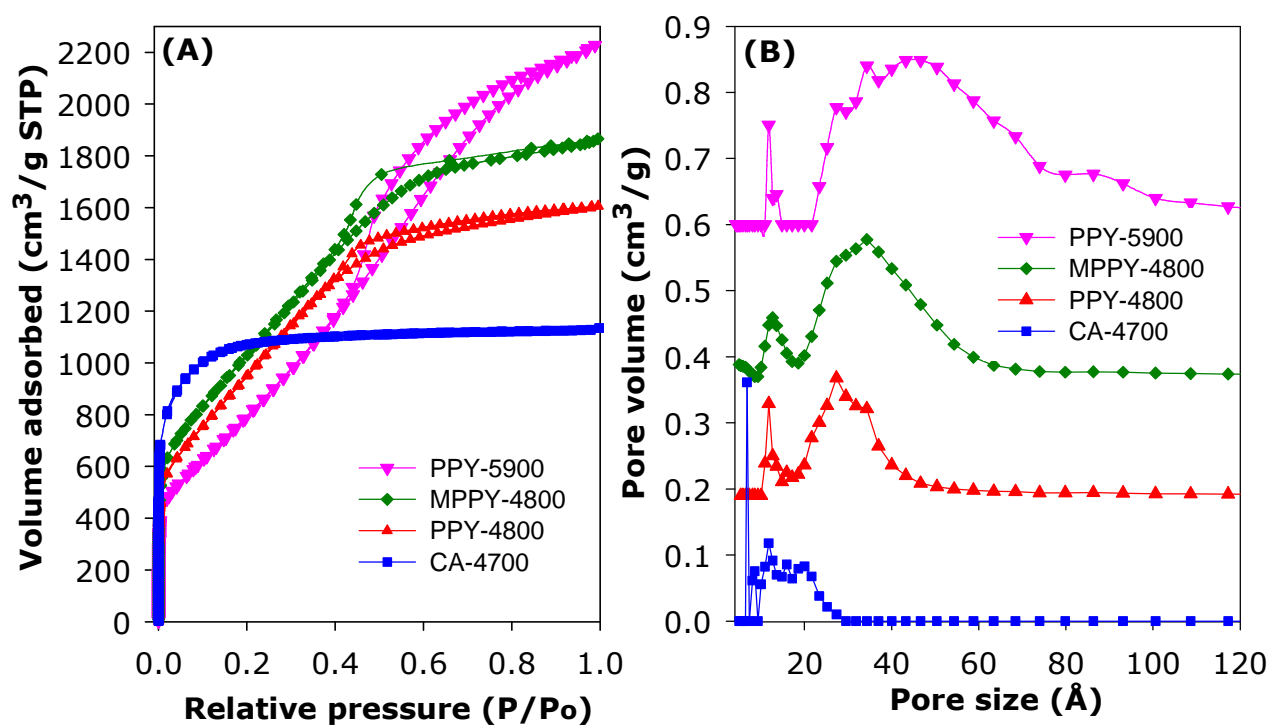 (A)
Volume adsorbed (cm³/g STP)
2200
2000
1800
1600
1400
1200
1000
800
600
400
200
0
PPY-5900
MPPY-4800
PPY-4800
CA-4700
0.0 0.2 0.4 0.6 0.8 1.0
Relative pressure (P/Po)
(B)
Pore volume (cm³/g)
0.9
0.8
0.7
0.6
0.5
0.4
0.3
0.2
0.1
0.0
PPY-5900
MPPY-4800
PPY-4800
CA-4700
20 40 60 80 100 120
Pore size (Å)